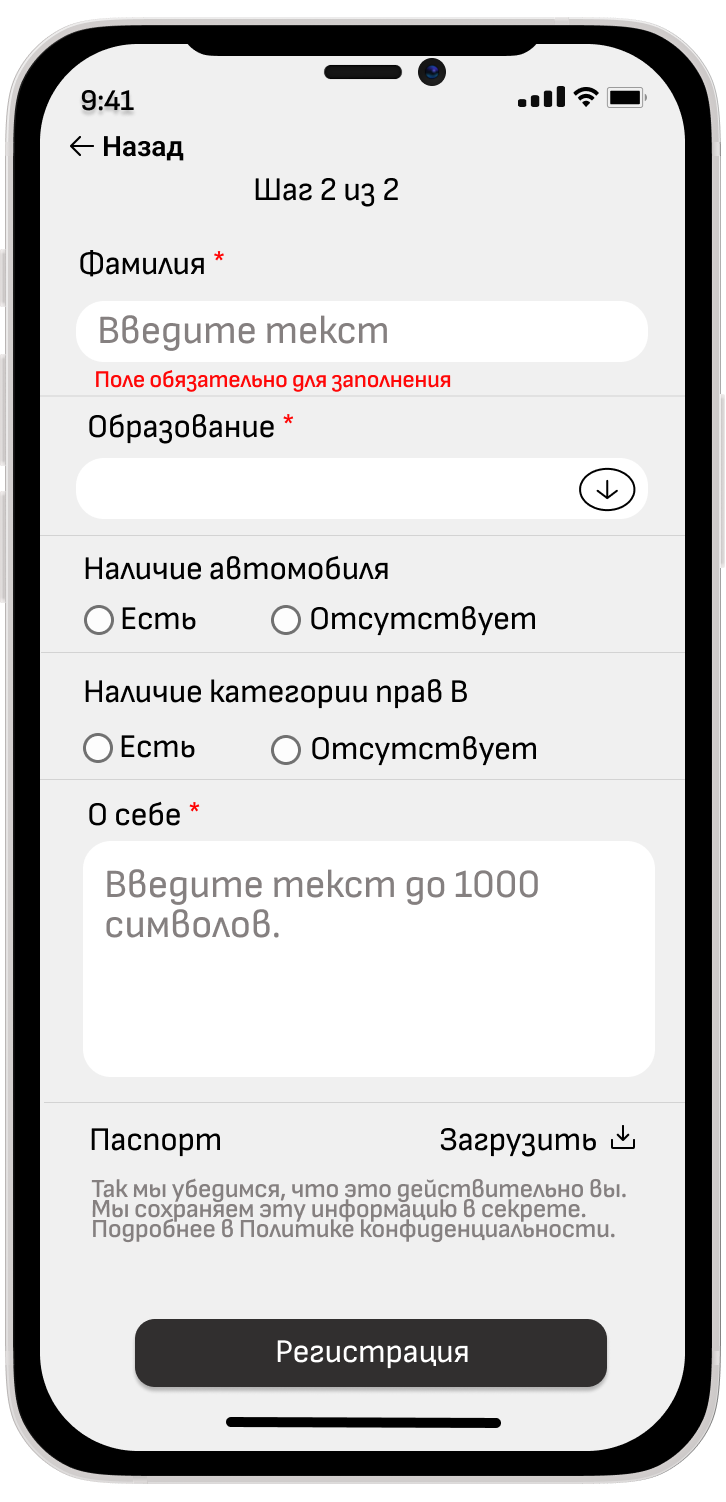 9:41
← Назад
Шаг 2 из 2
Фамилия *
Введите текст
Поле обязательно для заполнения
Образование *
Наличие автомобиля
Есть Отсутствует
Наличие категории прав В
Есть Отсутствует
О себе *
Введите текст до 1000
символов.
Паспорт Загрузить
Так мы убедимся, что это действительно вы.
Мы сохраняем эту информацию в секрете.
Подробнее в Политике конфиденциальности.
Регистрация